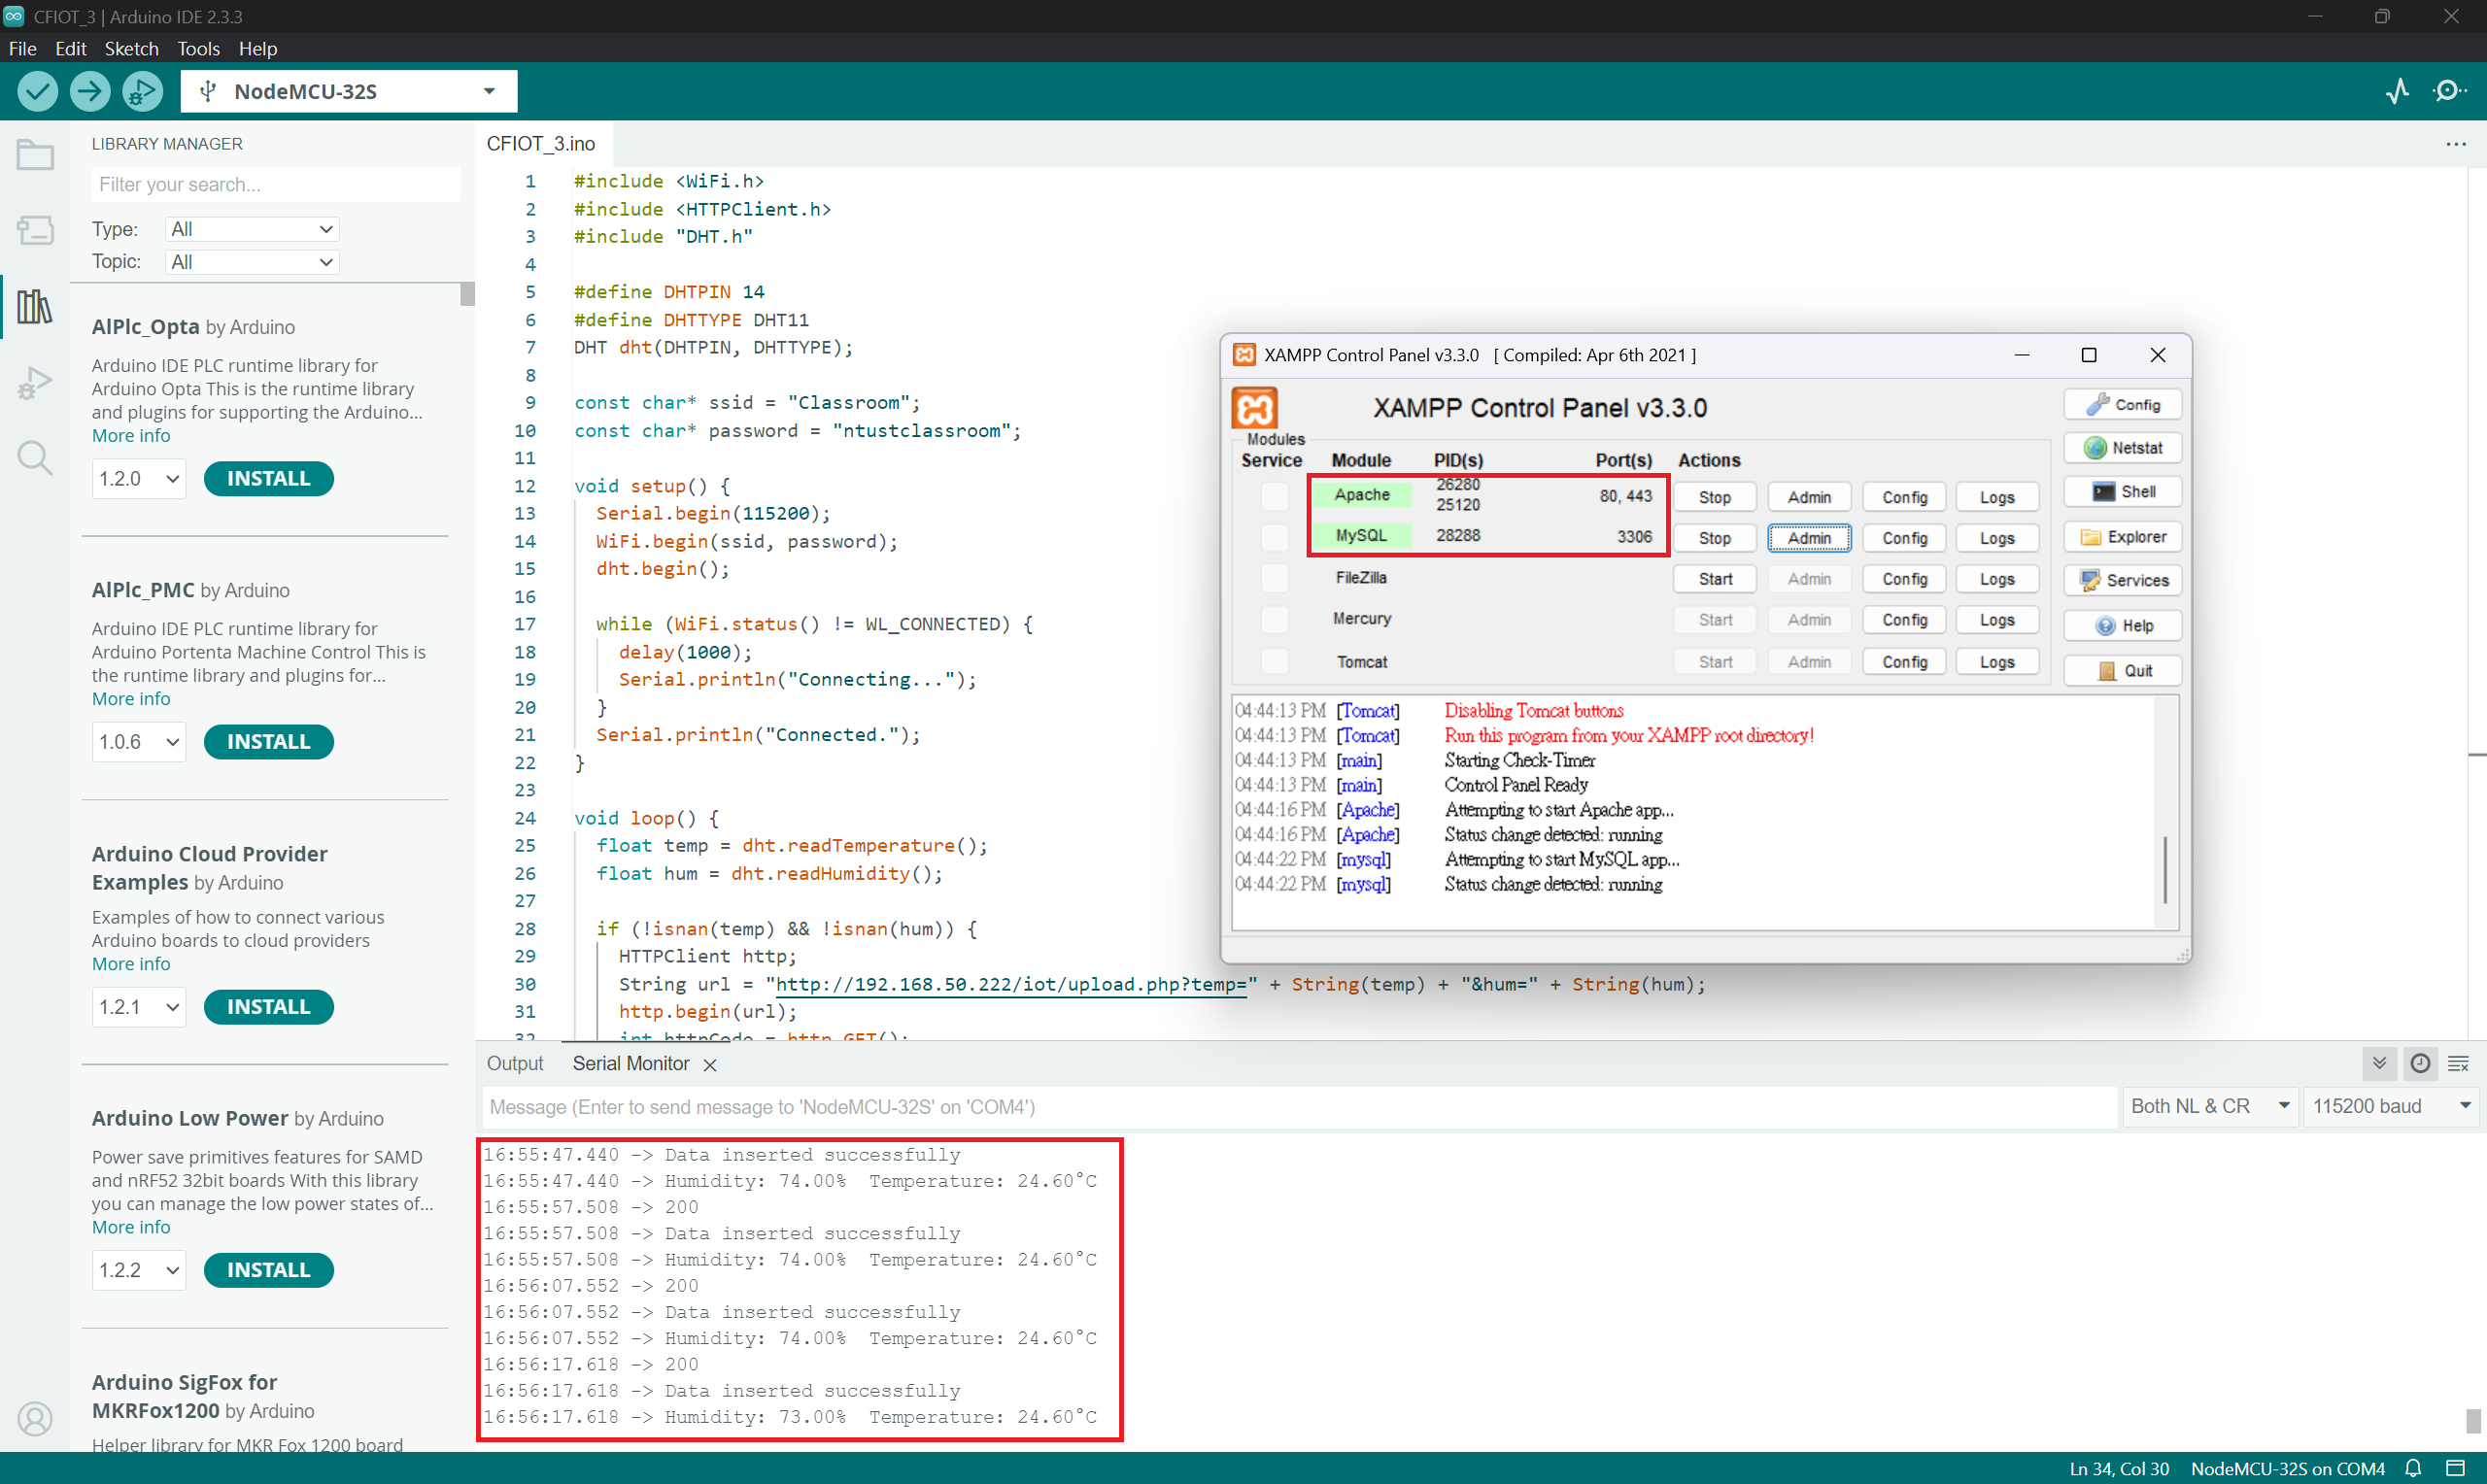 CFIOT_3 | Arduino IDE 2.3.3
File Edit Sketch Tools Help
NodeMCU-32S
LIBRARY MANAGER
Filter your search...
Type: All
Topic: All
AlPlc_Opta by Arduino
Arduino IDE PLC runtime library for
Arduino Opta This is the runtime library
and plugins for supporting the Arduino...
More info
1.2.0 INSTALL
AlPlc_PMC by Arduino
Arduino IDE PLC runtime library for
Arduino Portenta Machine Control This is
the runtime library and plugins for...
More info
1.0.6 INSTALL
Arduino Cloud Provider
Examples by Arduino
Examples of how to connect various
Arduino boards to cloud providers
More info
1.2.1 INSTALL
Arduino Low Power by Arduino
Power save primitives features for SAMD
and nRF52 32bit boards With this library
you can manage the low power states of...
More info
1.2.2 INSTALL
Arduino SigFox for
MKRFox1200 by Arduino
Helper library for MKR Fox 1200 board
CFIOT_3.ino
1 #include <WiFi.h>
2 #include <HTTPClient.h>
3 #include "DHT.h"
4
5 #define DHTPIN 14
6 #define DHTTYPE DHT11
7 DHT dht(DHTPIN, DHTTYPE);
8
9 const char* ssid = "Classroom";
10 const char* password = "ntustclassroom";
11
12 void setup() {
13 Serial.begin(115200);
14 WiFi.begin(ssid, password);
15 dht.begin();
16
17 while (WiFi.status() != WL_CONNECTED) {
18 delay(1000);
19 Serial.println("Connecting...");
20 }
21 Serial.println("Connected.");
22 }
23
24 void loop() {
25 float temp = dht.readTemperature();
26 float hum = dht.readHumidity();
27
28 if (!isnan(temp) && !isnan(hum)) {
29 HTTPClient http;
30 String url = "http://192.168.50.222/iot/upload.php?temp=" + String(temp) + "&hum=" + String(hum);
31 http.begin(url);
32 int httpCode = http.GET();
XAMPP Control Panel v3.3.0 [ Compiled: Apr 6th 2021 ]
XAMPP Control Panel v3.3.0
Modules
Service Module PID(s) Port(s) Actions
Apache 26280 25120 80, 443 Stop Admin Config Logs
MySQL 28288 3306 Stop Admin Config Logs
FileZilla Start Admin Config Logs
Mercury Start Admin Config Logs
Tomcat Start Admin Config Logs
Config
Netstat
Shell
Explorer
Services
Help
Quit
04:44:13 PM [Tomcat] Disabling Tomcat buttons
04:44:13 PM [Tomcat] Run this program from your XAMPP root directory!
04:44:13 PM [main] Starting Check-Timer
04:44:13 PM [main] Control Panel Ready
04:44:16 PM [Apache] Attempting to start Apache app...
04:44:16 PM [Apache] Status change detected: running
04:44:22 PM [mysql] Attempting to start MySQL app...
04:44:22 PM [mysql] Status change detected: running
Output Serial Monitor
Message (Enter to send message to 'NodeMCU-32S' on 'COM4')
Both NL & CR 115200 baud
16:55:47.440 -> Data inserted successfully
16:55:47.440 -> Humidity: 74.00% Temperature: 24.60°C
16:55:57.508 -> 200
16:55:57.508 -> Data inserted successfully
16:55:57.508 -> Humidity: 74.00% Temperature: 24.60°C
16:56:07.552 -> 200
16:56:07.552 -> Data inserted successfully
16:56:07.552 -> Humidity: 74.00% Temperature: 24.60°C
16:56:17.618 -> 200
16:56:17.618 -> Data inserted successfully
16:56:17.618 -> Humidity: 73.00% Temperature: 24.60°C
Ln 34, Col 30 NodeMCU-32S on COM4